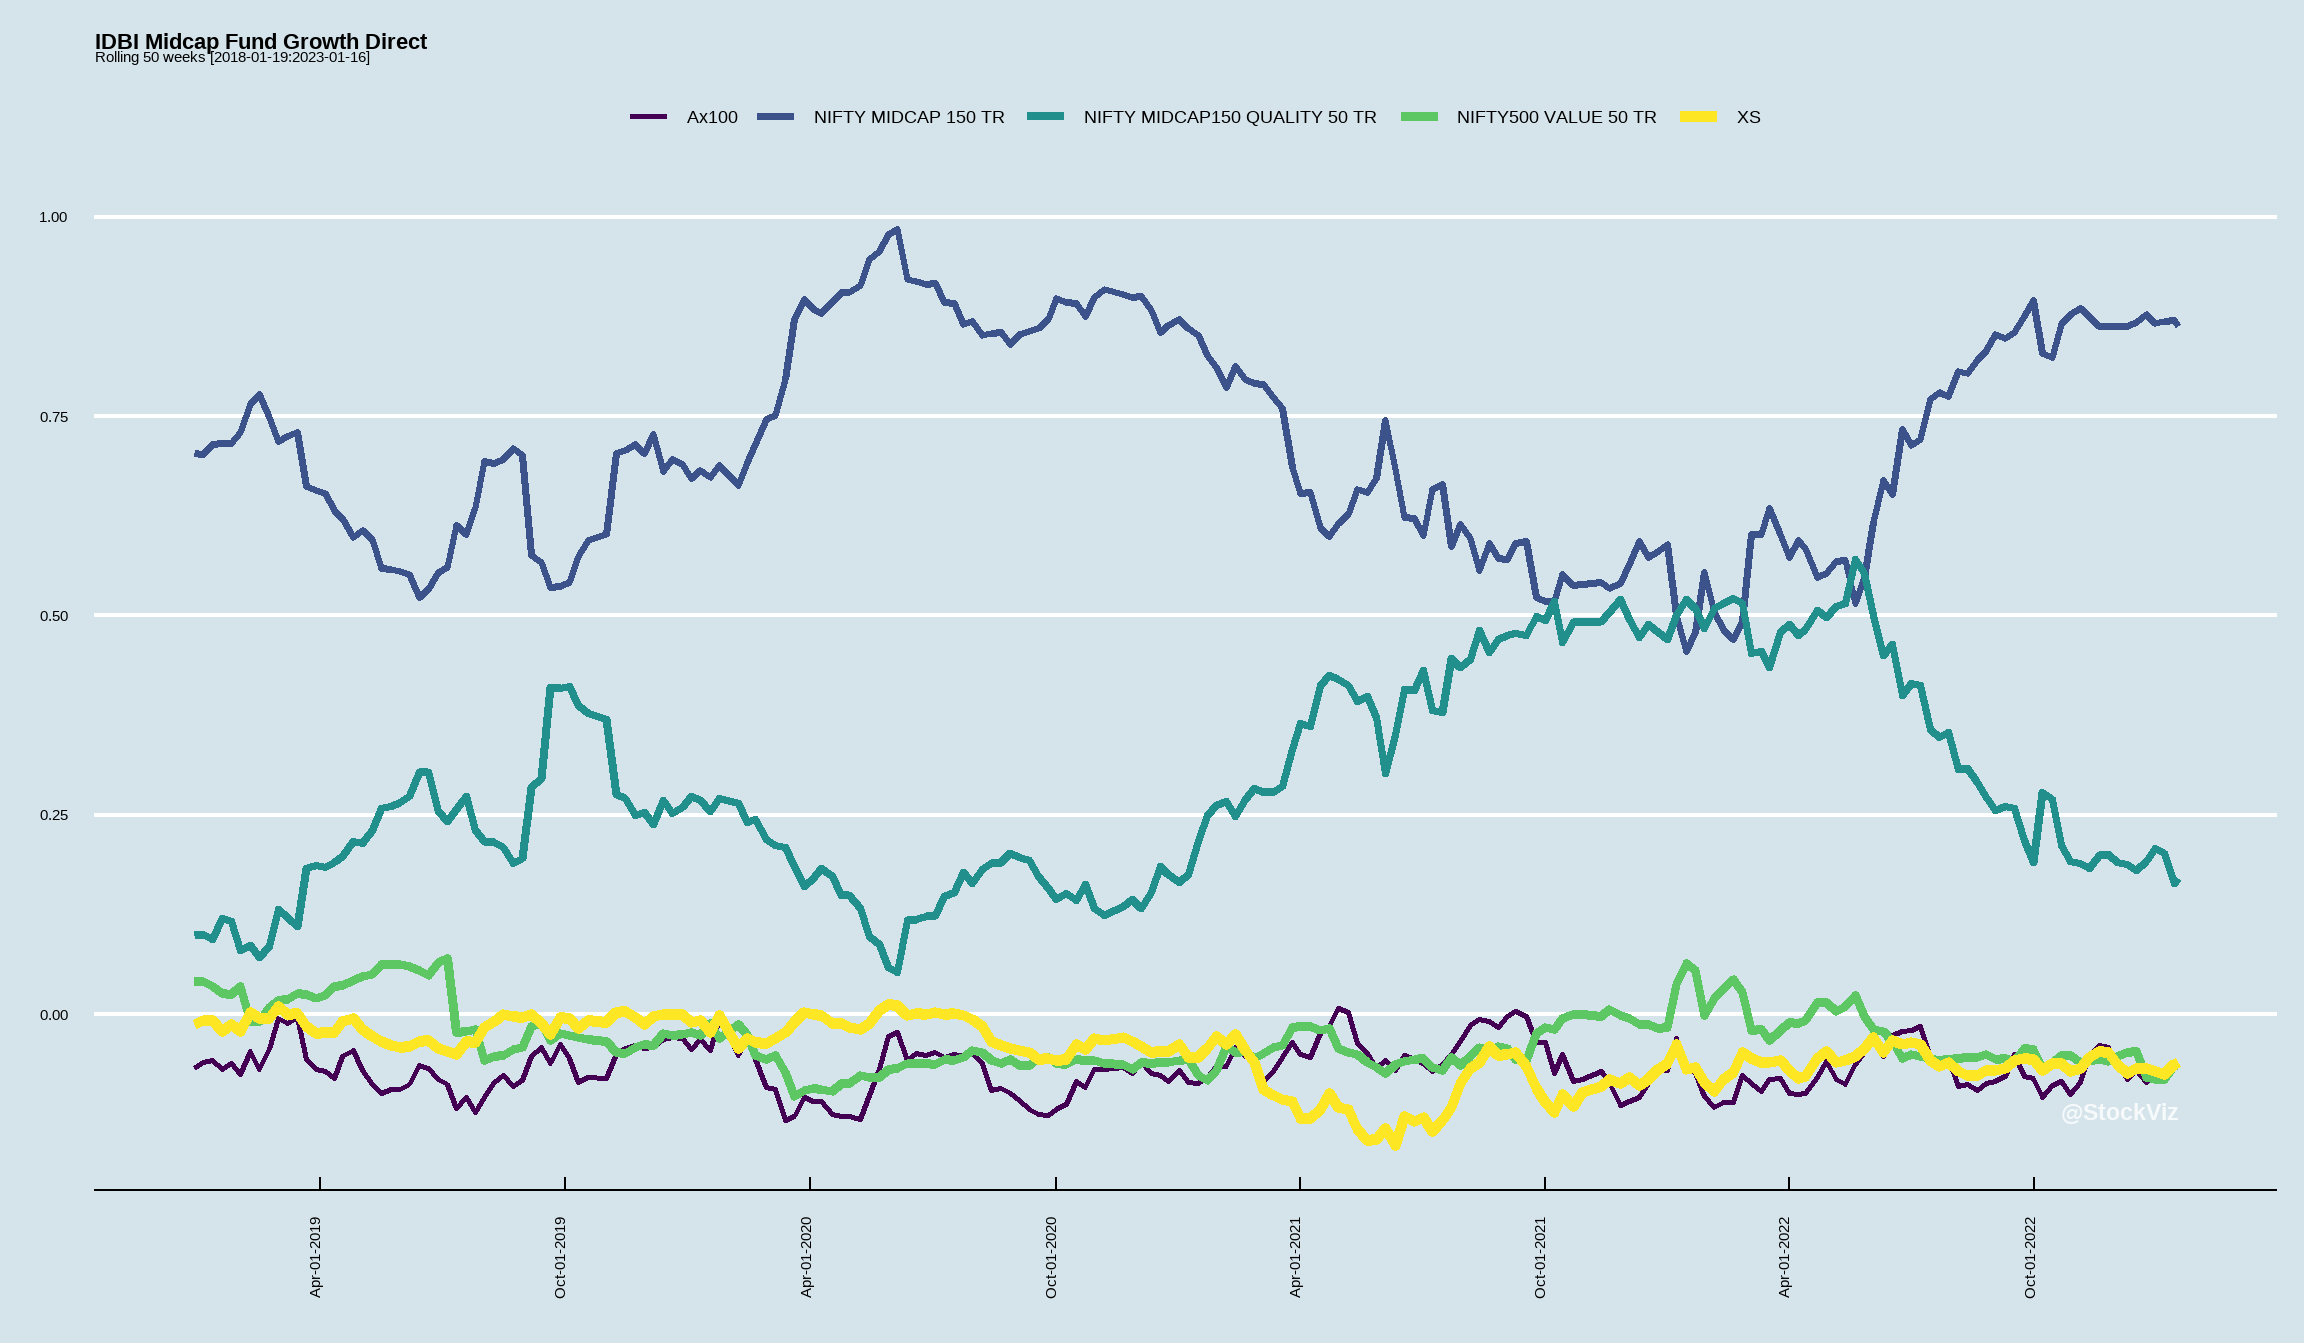 IDBI Midcap Fund Growth Direct
Rolling 50 weeks [2018-01-19:2023-01-16]
Ax100 NIFTY MIDCAP 150 TR NIFTY MIDCAP150 QUALITY 50 TR NIFTY500 VALUE 50 TR XS
1.00
0.75
0.50
0.25
0.00
@StockViz
Apr-01-2019 Oct-01-2019 Apr-01-2020 Oct-01-2020 Apr-01-2021 Oct-01-2021 Apr-01-2022 Oct-01-2022